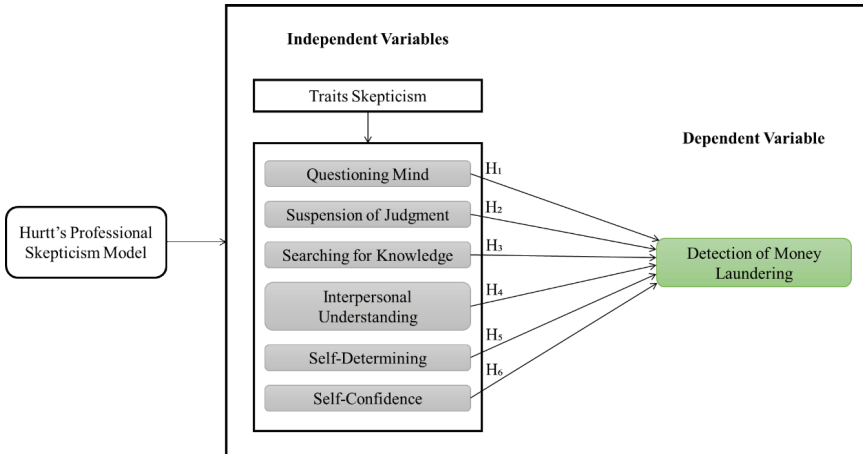 Independent Variables
Traits Skepticism
Dependent Variable
Questioning Mind
H₁
Suspension of Judgment
H₂
Hurtt's Professional
Skepticism Model
Searching for Knowledge
H₃
Detection of Money
Laundering
Interpersonal
Understanding
H₄
Self-Determining
H₅
Self-Confidence
H₆